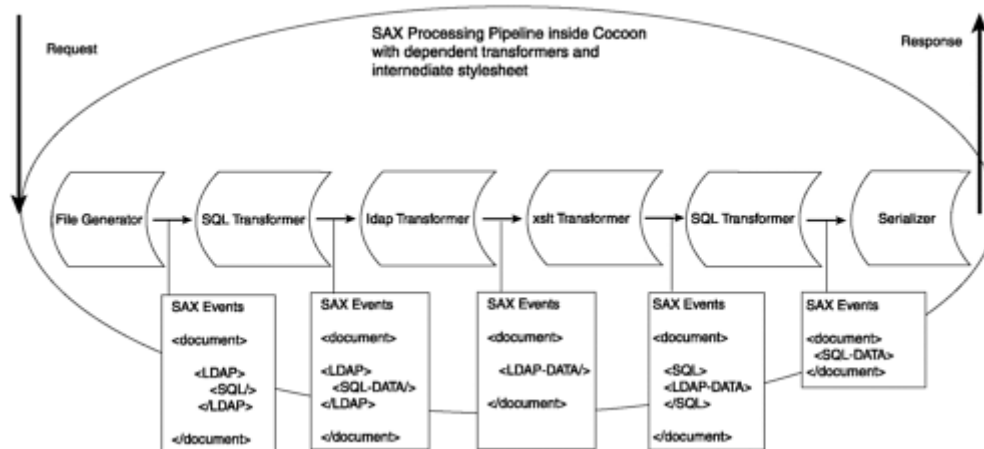 Request
SAX Processing Pipeline inside Cocoon
with dependent transformers and
internediate stylesheet
Response
File Generator
SQL Transformer
ldap Transformer
xslt Transformer
SQL Transformer
Serializer
SAX Events
<document>
<LDAP>
<SQL/>
</LDAP>
</document>
SAX Events
<document>
<LDAP>
<SQL-DATA/>
</LDAP>
</document>
SAX Events
<document>
<LDAP-DATA/>
</document>
SAX Events
<document>
<SQL>
<LDAP-DATA>
</SQL>
</document>
SAX Events
<document>
<SQL-DATA>
</document>